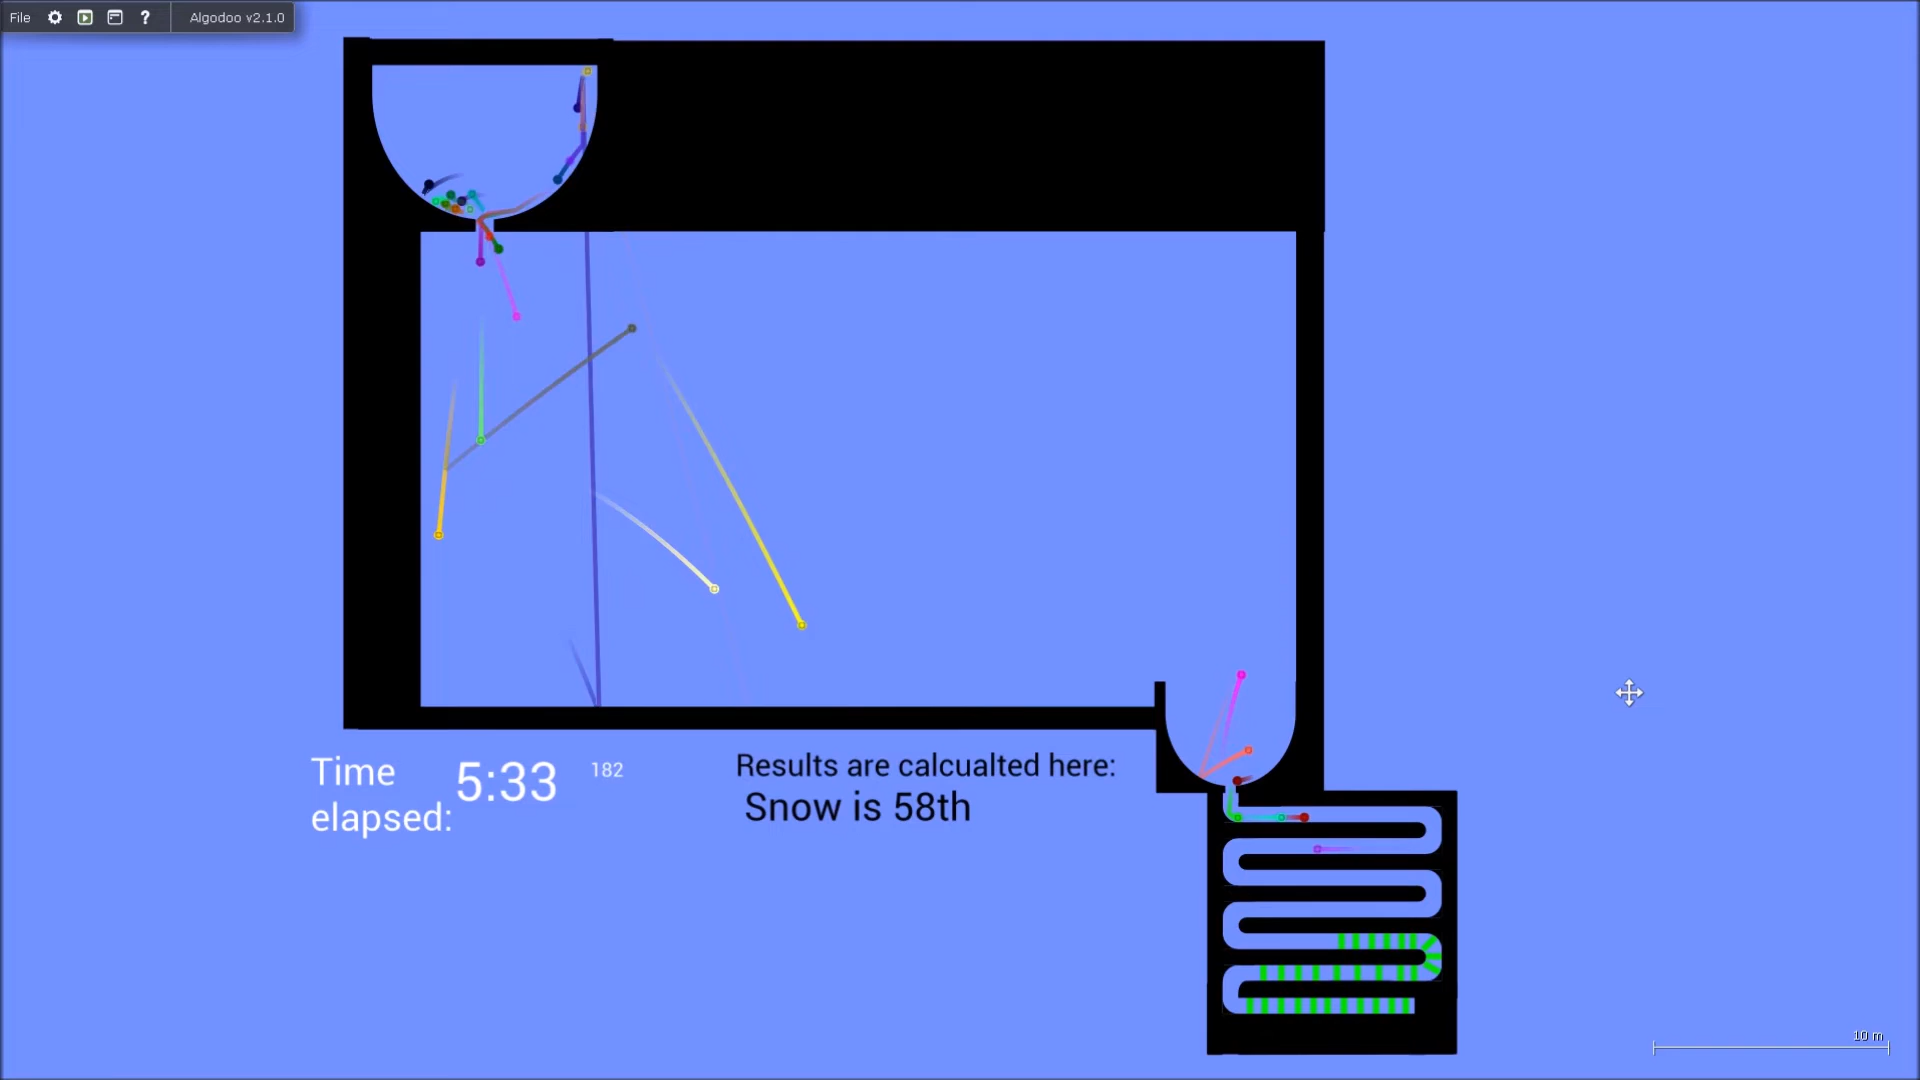 File ? Algodoo v2.1.0
Time elapsed: 5:33 182
Results are calcualted here:
Snow is 58th
10 m